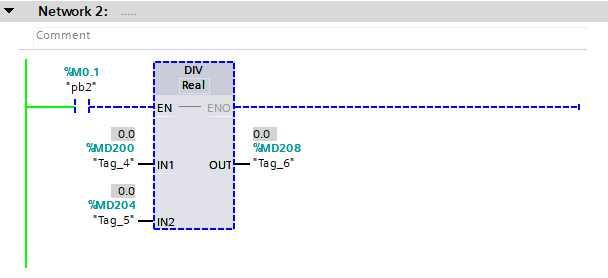 Network 2: .....
Comment
%M0.1
"pb2"
DIV
Real
EN
ENO
0.0
%MD200
"Tag_4"
IN1
OUT
0.0
%MD208
"Tag_6"
0.0
%MD204
"Tag_5"
IN2